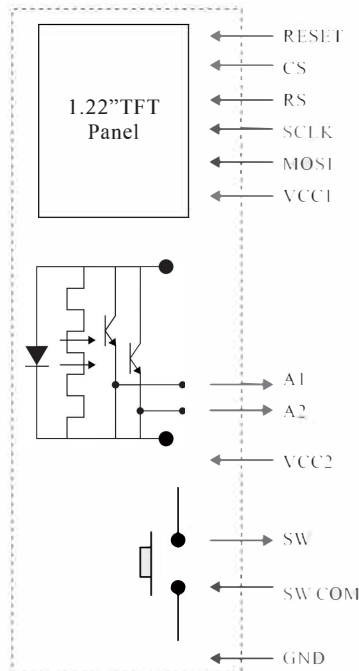 RESET
CS
RS
SCLK
MOSI
VCC1
1.22”TFT
Panel
A1
A2
VCC2
SW
SW COM
GND